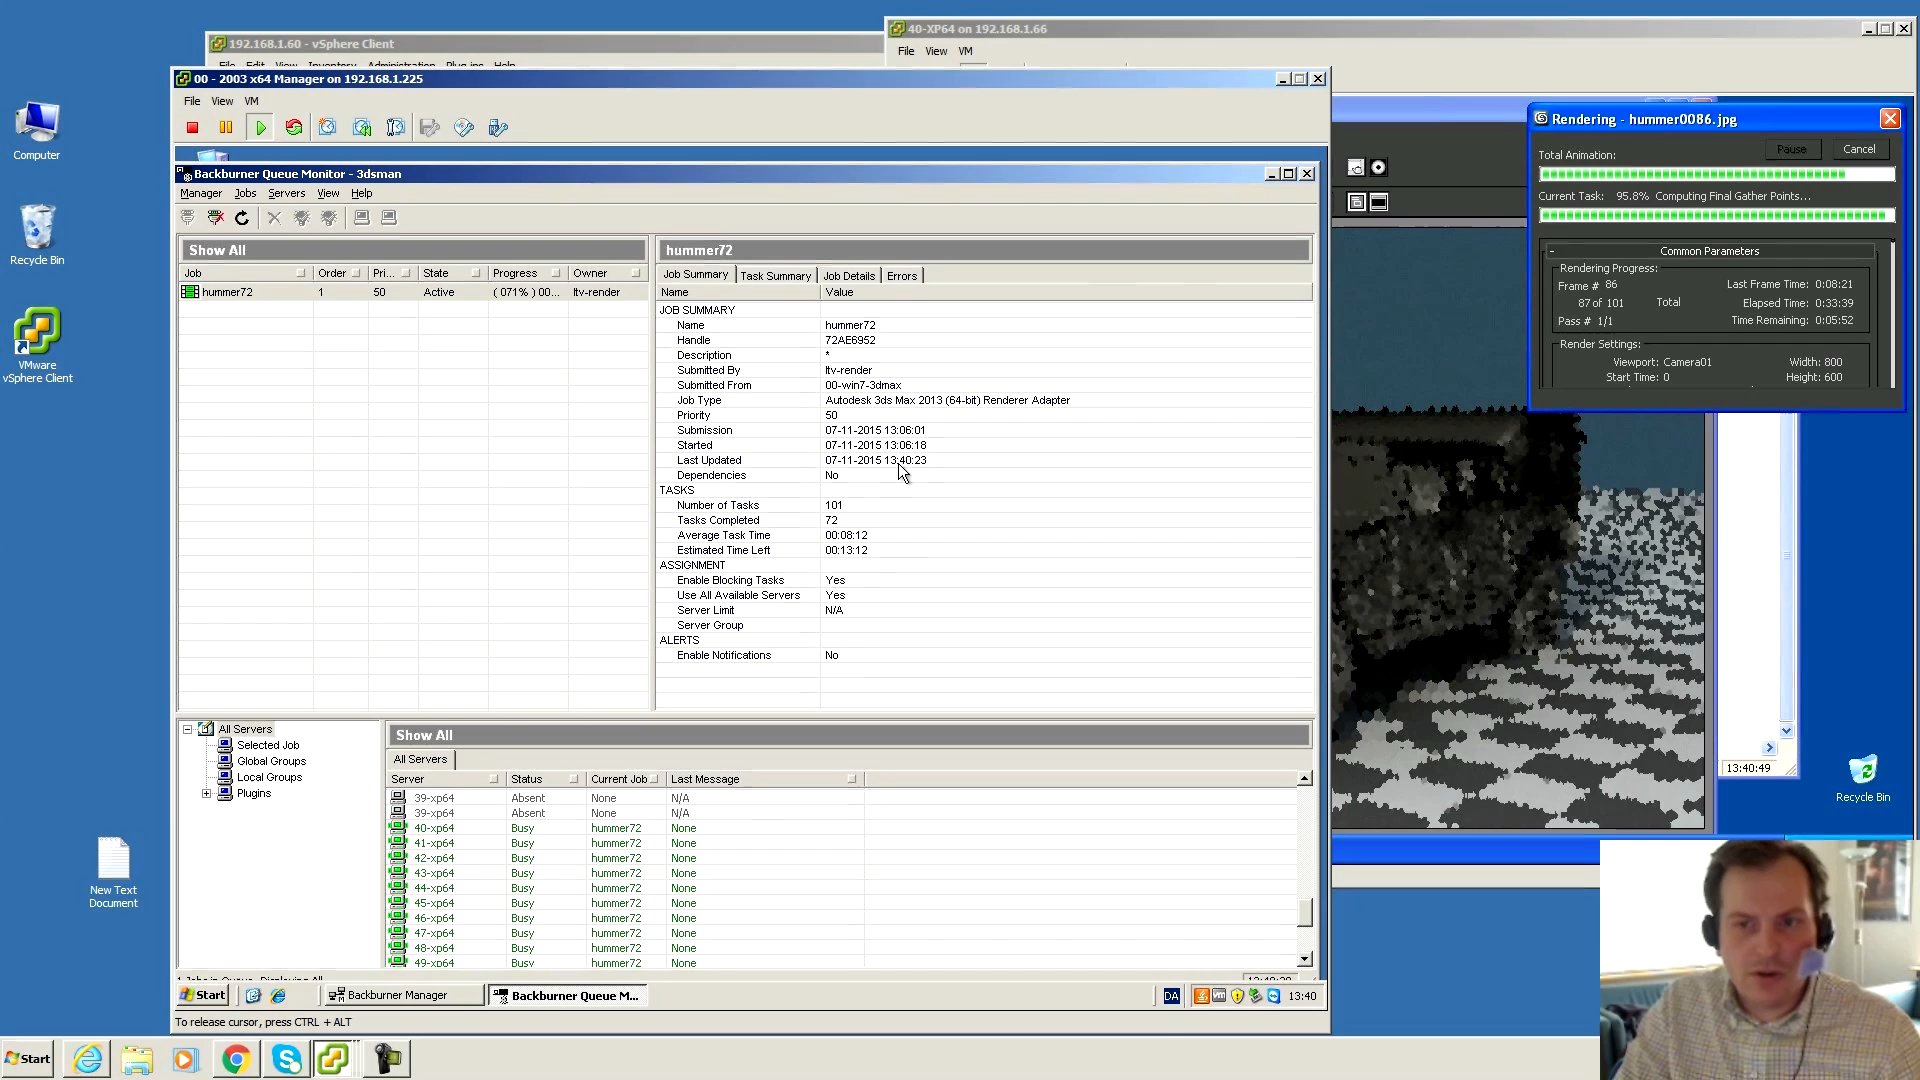 192.168.1.60 - vSphere Client
File Edit View Inventory Administration Plug-ins Help
40-XP64 on 192.168.1.66
File View VM
00 - 2003 x64 Manager on 192.168.1.225
File View VM
Computer
Recycle Bin
VMware
vSphere Client
New Text
Document
Backburner Queue Monitor - 3dsman
Manager Jobs Servers View Help
Show All
Job Order Pri... State Progress Owner
hummer72 1 50 Active ( 071% ) 00... ltv-render
hummer72
Job Summary Task Summary Job Details Errors
Name Value
JOB SUMMARY
Name hummer72
Handle 72AE6952
Description *
Submitted By ltv-render
Submitted From 00-win7-3dmax
Job Type Autodesk 3ds Max 2013 (64-bit) Renderer Adapter
Priority 50
Submission 07-11-2015 13:06:01
Started 07-11-2015 13:06:18
Last Updated 07-11-2015 13:40:23
Dependencies No
TASKS
Number of Tasks 101
Tasks Completed 72
Average Task Time 00:08:12
Estimated Time Left 00:13:12
ASSIGNMENT
Enable Blocking Tasks Yes
Use All Available Servers Yes
Server Limit N/A
Server Group
ALERTS
Enable Notifications No
All Servers
Selected Job
Global Groups
Local Groups
Plugins
Show All
All Servers
Server Status Current Job Last Message
39-xp64 Absent None N/A
39-xp64 Absent None N/A
40-xp64 Busy hummer72 None
41-xp64 Busy hummer72 None
42-xp64 Busy hummer72 None
43-xp64 Busy hummer72 None
44-xp64 Busy hummer72 None
45-xp64 Busy hummer72 None
46-xp64 Busy hummer72 None
47-xp64 Busy hummer72 None
48-xp64 Busy hummer72 None
49-xp64 Busy hummer72 None
Start Backburner Manager Backburner Queue M... DA 13:40
To release cursor, press CTRL + ALT
Start
Rendering - hummer0086.jpg
Pause Cancel
Total Animation:
Current Task: 95.8% Computing Final Gather Points...
- Common Parameters
Rendering Progress:
Frame # 86 Last Frame Time: 0:08:21
87 of 101 Total Elapsed Time: 0:33:39
Pass # 1/1 Time Remaining: 0:05:52
Render Settings:
Viewport: Camera01 Width: 800
Start Time: 0 Height: 600
13:40:49
Recycle Bin